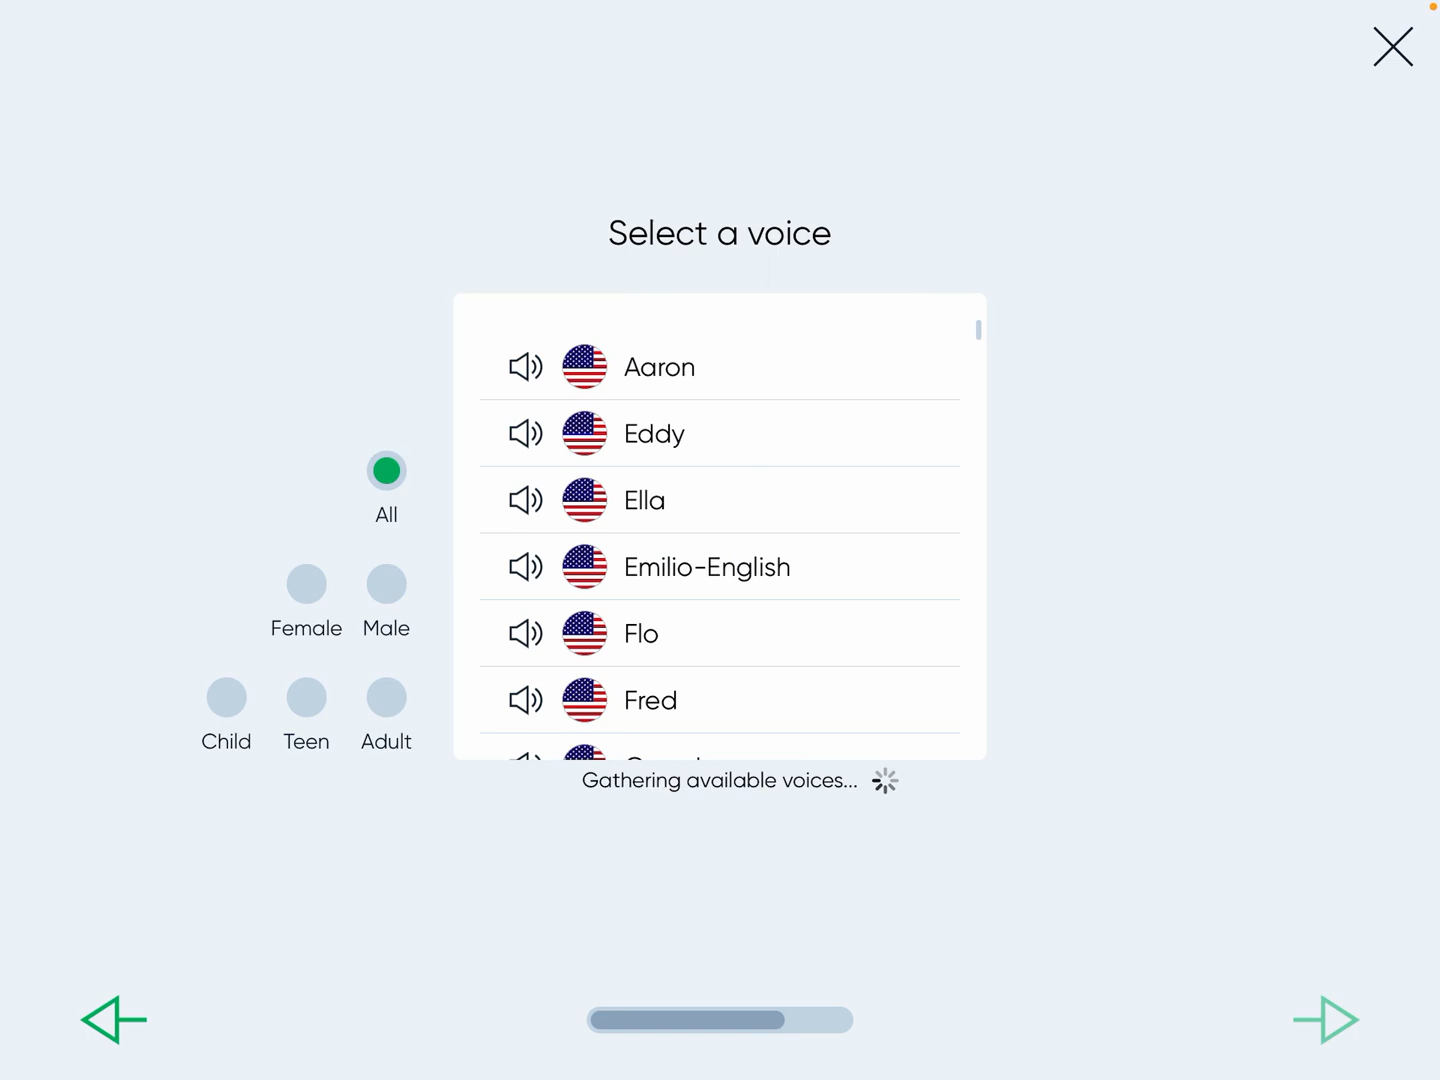 Select a voice
Aaron
Eddy
Ella
Emilio-English
Flo
Fred
All
Female
Male
Child
Teen
Adult
Gathering available voices...